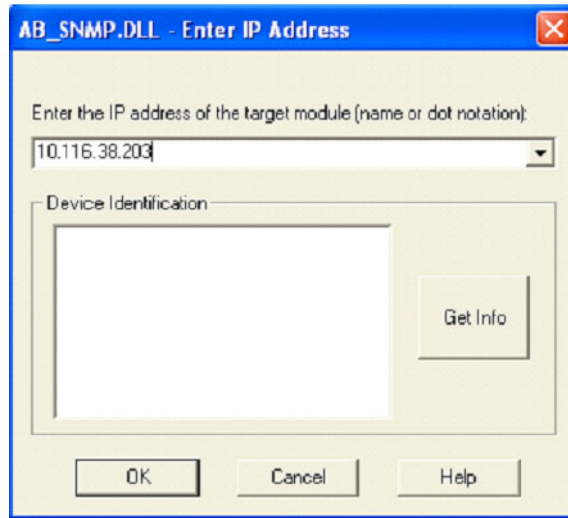 AB_SNMP.DLL - Enter IP Address
Enter the IP address of the target module (name or dot notation):
10.116.38.203
Device Identification
Get Info
OK
Cancel
Help